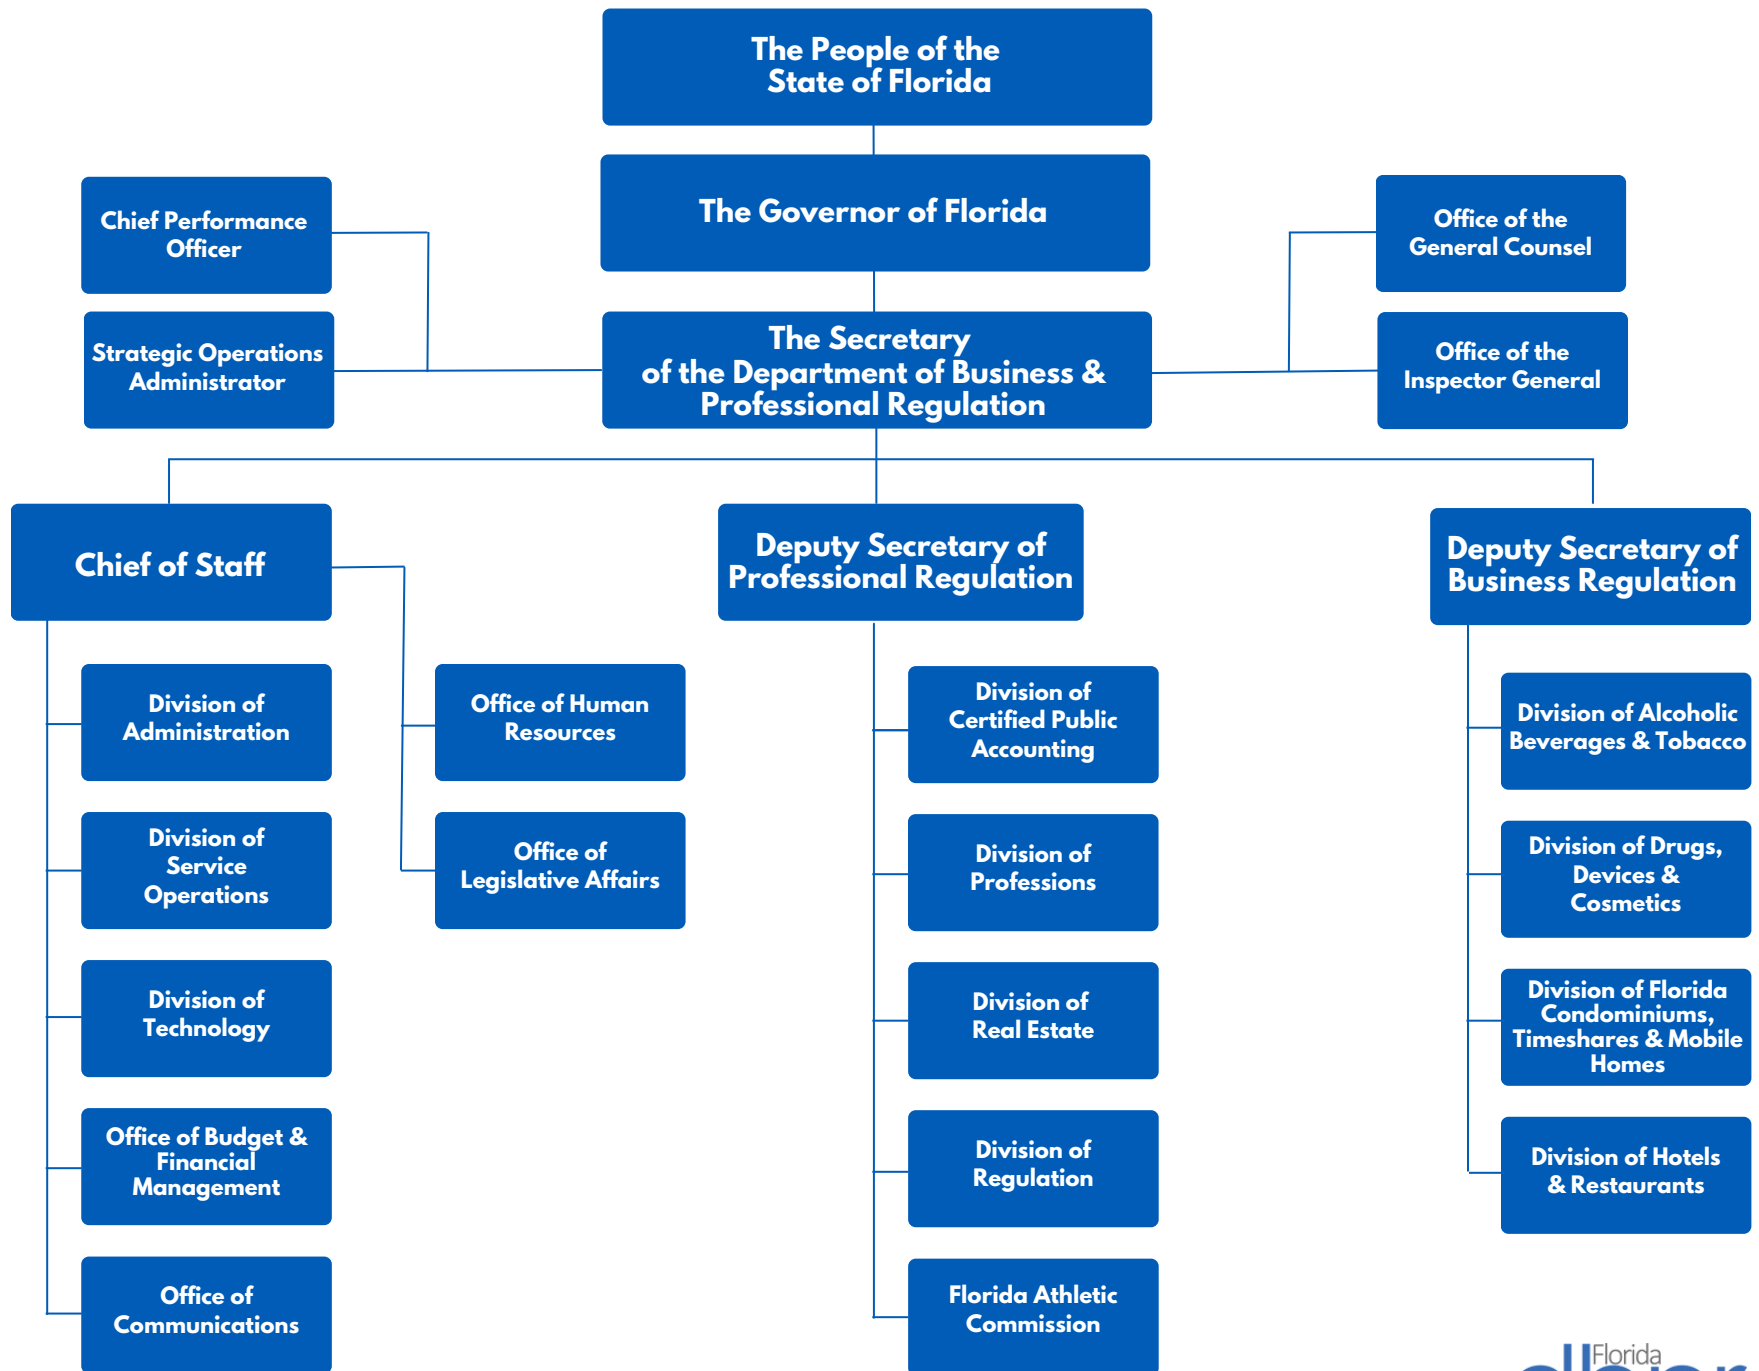 The People of the
State of Florida
The Governor of Florida
Chief Performance
Officer
Office of the
General Counsel
Strategic Operations
Administrator
The Secretary
of the Department of Business &
Professional Regulation
Office of the
Inspector General
Chief of Staff
Deputy Secretary of
Professional Regulation
Deputy Secretary of
Business Regulation
Division of
Administration
Division of
Service
Operations
Division of
Technology
Office of Budget &
Financial
Management
Office of
Communications
Office of Human
Resources
Office of
Legislative Affairs
Division of
Certified Public
Accounting
Division of
Professions
Division of
Real Estate
Division of
Regulation
Florida Athletic
Commission
Division of Alcoholic
Beverages & Tobacco
Division of Drugs,
Devices &
Cosmetics
Division of Florida
Condominiums,
Timeshares & Mobile
Homes
Division of Hotels
& Restaurants
Florida